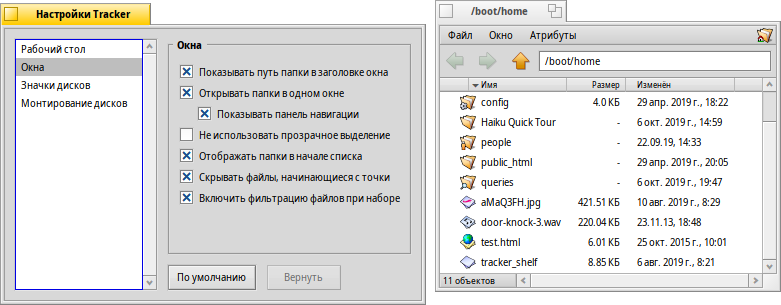 Настройки Tracker
Рабочий стол
Окна
Значки дисков
Монтирование дисков
Окна
Показывать путь папки в заголовке окна
Открывать папки в одном окне
Показывать панель навигации
Не использовать прозрачное выделение
Отображать папки в начале списка
Скрывать файлы, начинающиеся с точки
Включить фильтрацию файлов при наборе
По умолчанию Вернуть
/boot/home
Файл Окно Атрибуты
/boot/home
Имя Размер Изменён
config 4.0 КБ 29 апр. 2019 г., 18:22
Haiku Quick Tour - 6 окт. 2019 г., 14:59
people - 22.09.19, 14:33
public_html - 29 апр. 2019 г., 20:05
queries - 6 окт. 2019 г., 19:47
aMaQ3FH.jpg 421.51 КБ 10 авг. 2019 г., 8:29
door-knock-3.wav 220.04 КБ 23.11.13, 18:48
test.html 6.01 КБ 25 окт. 2015 г., 10:01
tracker_shelf 8.85 КБ 6 авг. 2019 г., 8:21
11 объектов